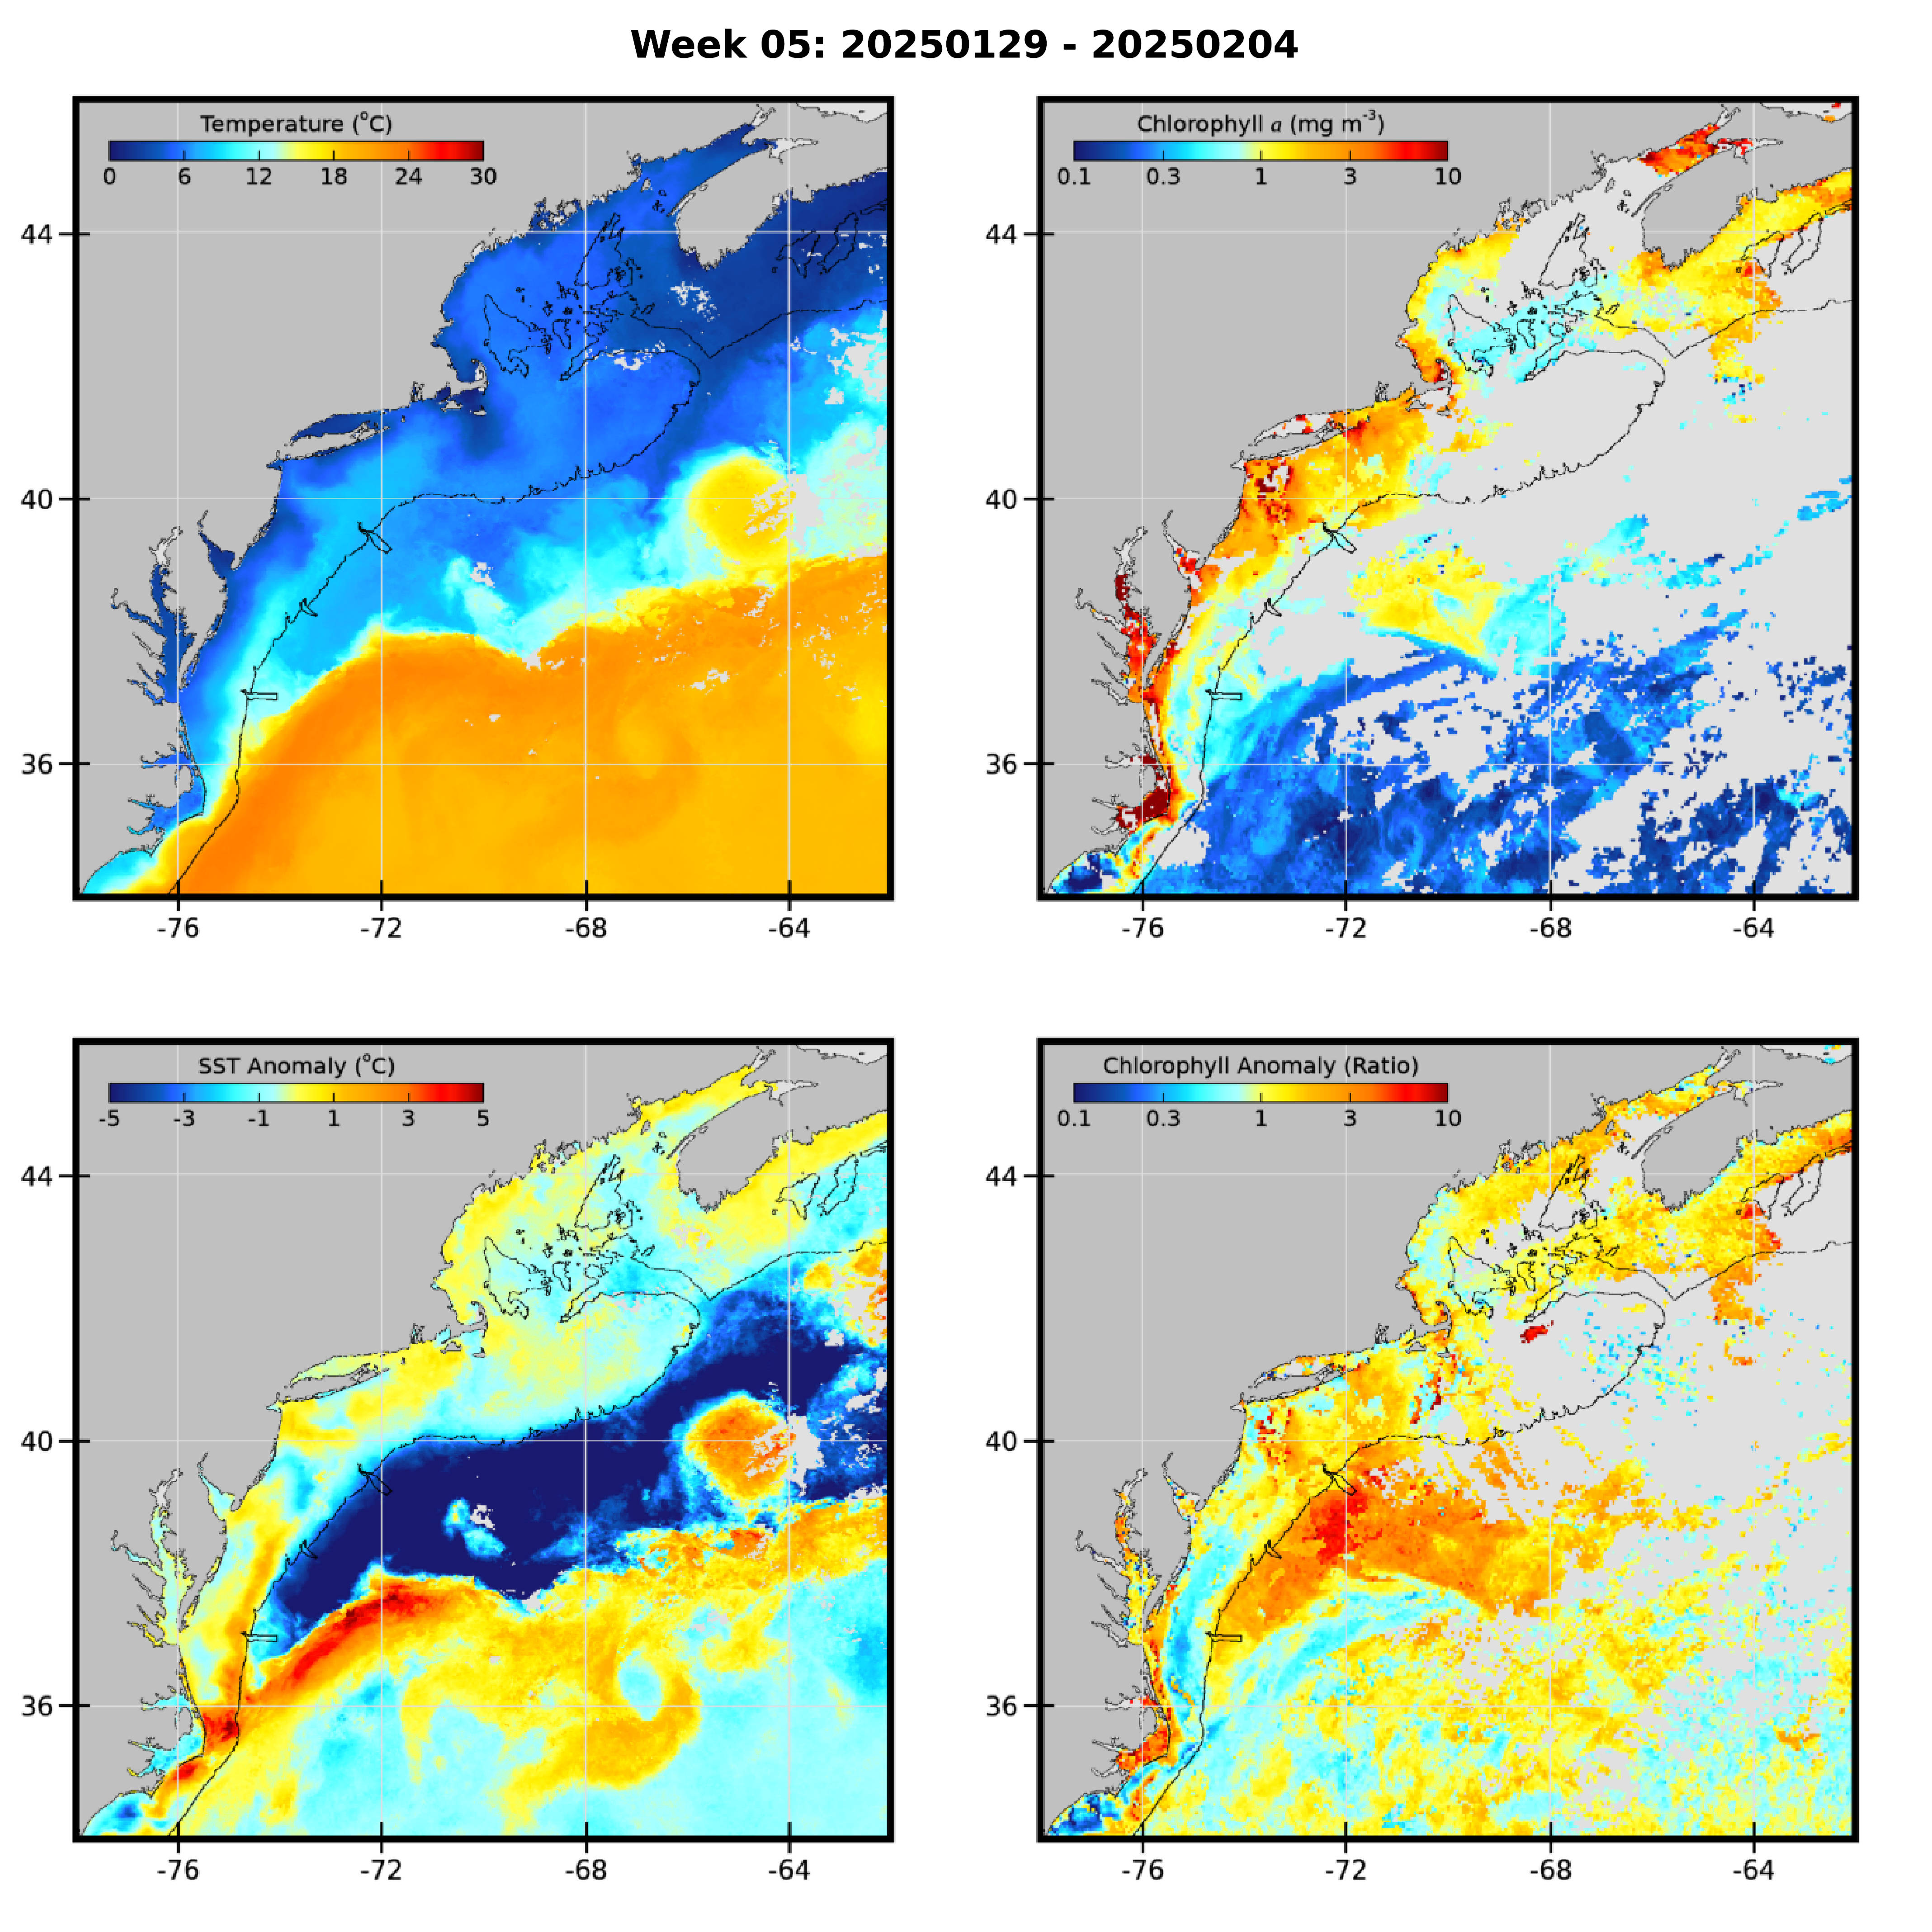 Week 05: 20250129 - 20250204
Temperature (°C)
0 6 12 18 24 30
44
40
36
-76 -72 -68 -64
Chlorophyll a (mg m⁻³)
0.1 0.3 1 3 10
44
40
36
-76 -72 -68 -64
SST Anomaly (°C)
-5 -3 -1 1 3 5
44
40
36
-76 -72 -68 -64
Chlorophyll Anomaly (Ratio)
0.1 0.3 1 3 10
44
40
36
-76 -72 -68 -64